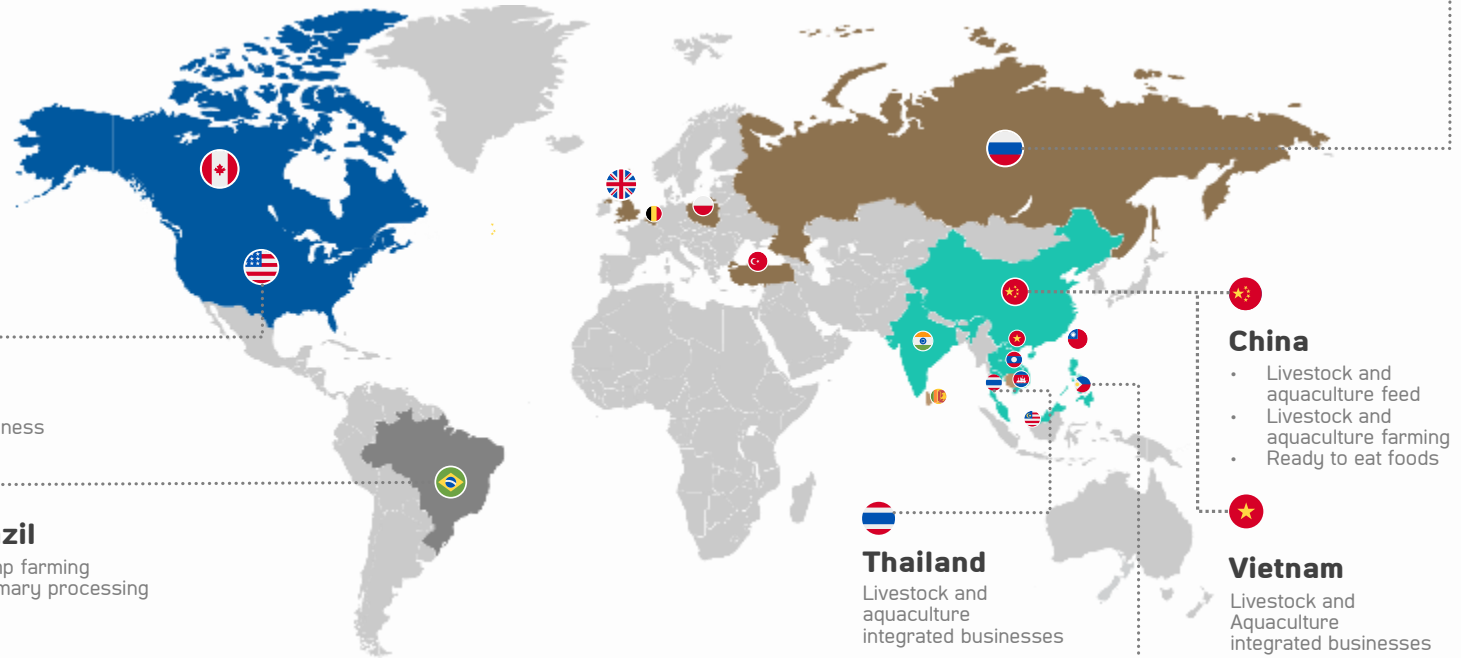 ness
zil
p farming
mary processing
Thailand
Livestock and
aquaculture
integrated businesses
China
• Livestock and
aquaculture feed
• Livestock and
aquaculture farming
• Ready to eat foods
Vietnam
Livestock and
Aquaculture
integrated businesses